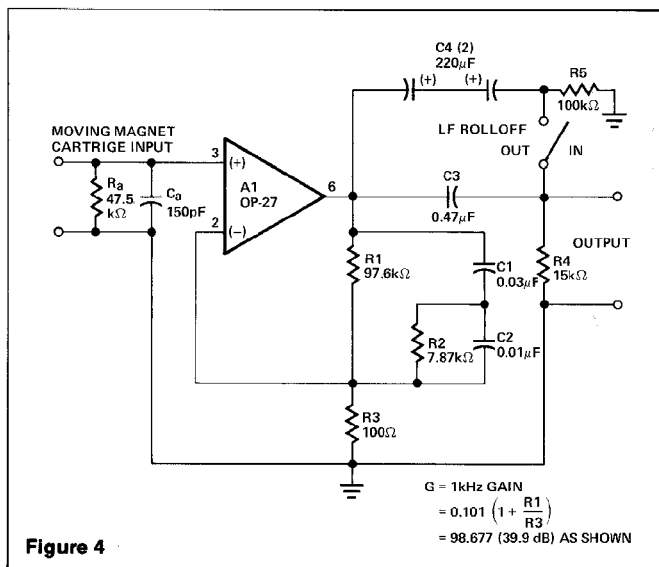 C4 (2)
220μF
(+) (+)
R5
100kΩ
LF ROLLOFF
OUT IN
MOVING MAGNET
CARTRIGE INPUT
3
(+)
A1
OP-27
6
2
(−)
Ra
47.5
kΩ
Ca
150pF
C3
0.47μF
OUTPUT
R1
97.6kΩ
C1
0.03μF
R4
15kΩ
R2
7.87kΩ
C2
0.01μF
R3
100Ω
G = 1kHz GAIN
= 0.101 (1 + R1/R3)
= 98.677 (39.9 dB) AS SHOWN
Figure 4